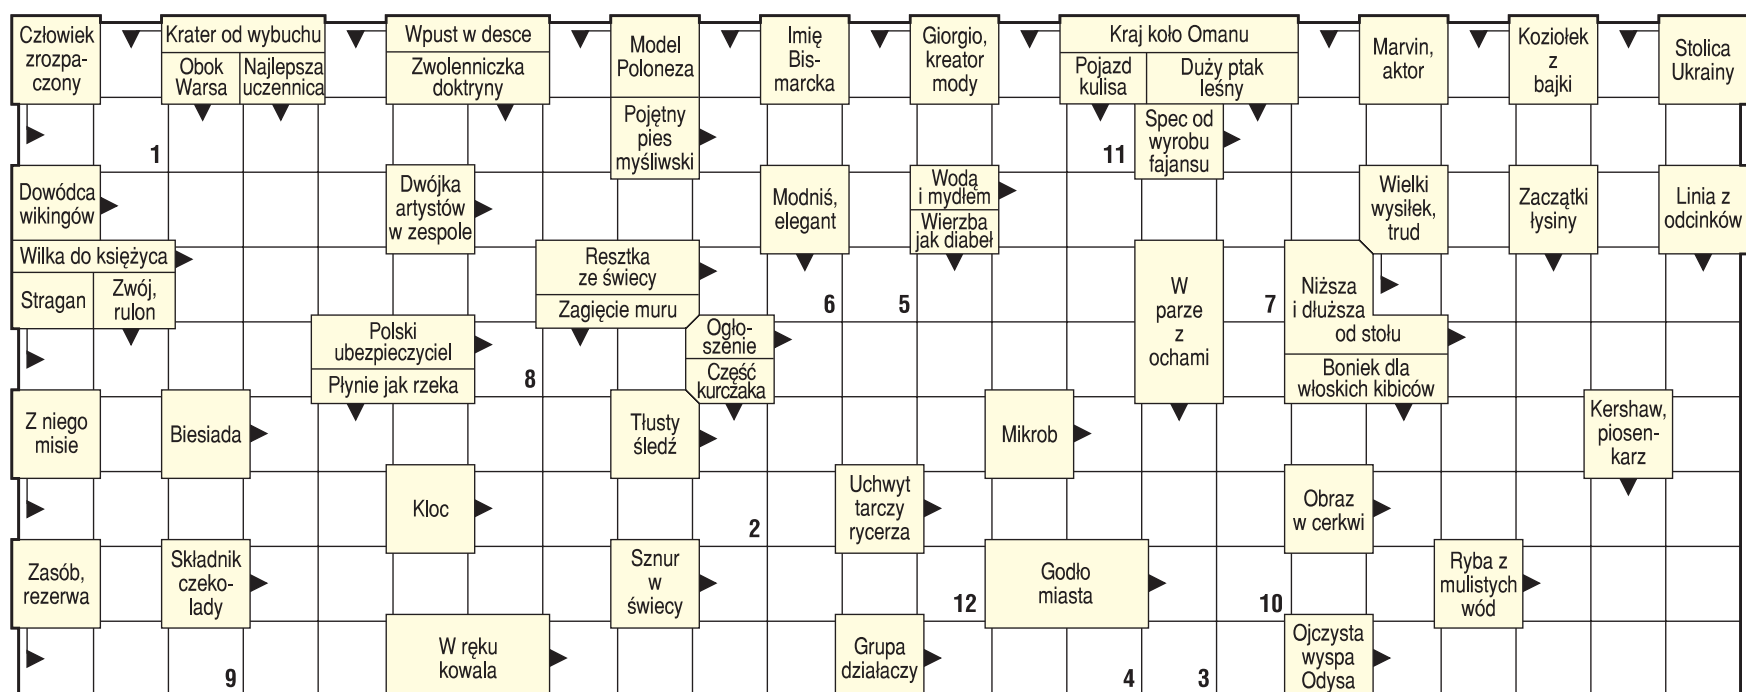 Człowiek
zrozpa-
czony
Krater od wybuchu
Obok
Warsa
Najlepsza
uczennica
Wpust w desce
Zwolenniczka
doktryny
Model
Poloneza
Imię
Bis-
marcka
Giorgio,
kreator
mody
Kraj koło Omanu
Pojazd
kulisa
Duży ptak
leśny
Marvin,
aktor
Koziołek
z
bajki
Stolica
Ukrainy
1
Pojętny
pies
myśliwski
11
Spec od
wyrobu
fajansu
Dowódca
wikingów
Dwójka
artystów
w zespole
Modniś,
elegant
Wodą
i mydłem
Wierzba
jak diabeł
Wielki
wysiłek,
trud
Zaczątki
łysiny
Linia z
odcinków
Wilka do księżyca
Stragan
Zwój,
rulon
Resztka
ze świecy
Zagięcie muru
6
5
W
parze
z
ochami
7
Niższa
i dłuższa
od stołu
Boniek dla
włoskich kibiców
Polski
ubezpieczyciel
Płynie jak rzeka
8
Ogło-
szenie
Część
kurczaka
Z niego
misie
Biesiada
Tłusty
śledź
Mikrob
Kershaw,
piosen-
karz
Kloc
2
Uchwyt
tarczy
rycerza
Obraz
w cerkwi
Zasób,
rezerwa
Składnik
czeko-
lady
Sznur
w
świecy
12
Godło
miasta
10
Ryba z
mulistych
wód
9
W ręku
kowala
Grupa
działaczy
4
3
Ojczysta
wyspa
Odysa